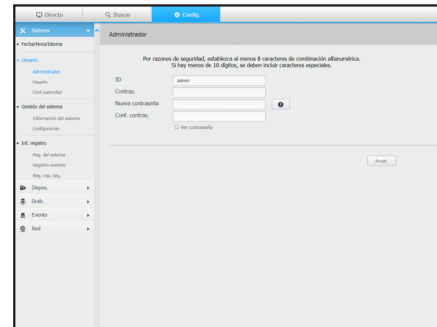 Directo
Buscar
Config.
Sistema
Administrador
Fecha/Hora/Idioma
Usuario
Administrador
Usuario
Conf autoridad
Gestión del sistema
Información del sistema
Configuración
Inf. registro
Reg. del sistema
Registro eventos
Reg. cop. seg.
Dispos.
Grab.
Evento
Red
Por razones de seguridad, establezca al menos 8 caracteres de combinación alfanumérica.
Si hay menos de 10 dígitos, se deben incluir caracteres especiales.
ID
admin
Contras.
Nueva contraseña
Conf. contras.
Ver contraseña
Acept.